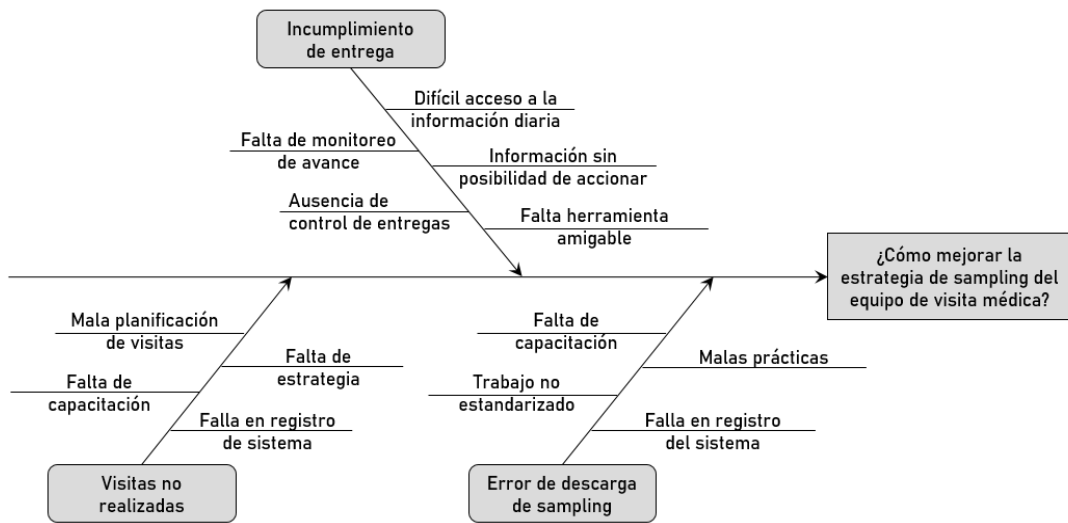 Incumplimiento
de entrega
Difícil acceso a la
información diaria
Falta de monitoreo
de avance
Información sin
posibilidad de accionar
Ausencia de
control de entregas
Falta herramienta
amigable
¿Cómo mejorar la
estrategia de sampling del
equipo de visita médica?
Mala planificación
de visitas
Falta de
estrategia
Falta de
capacitación
Falla en registro
de sistema
Visitas no
realizadas
Falta de
capacitación
Malas prácticas
Trabajo no
estandarizado
Falla en registro
del sistema
Error de descarga
de sampling